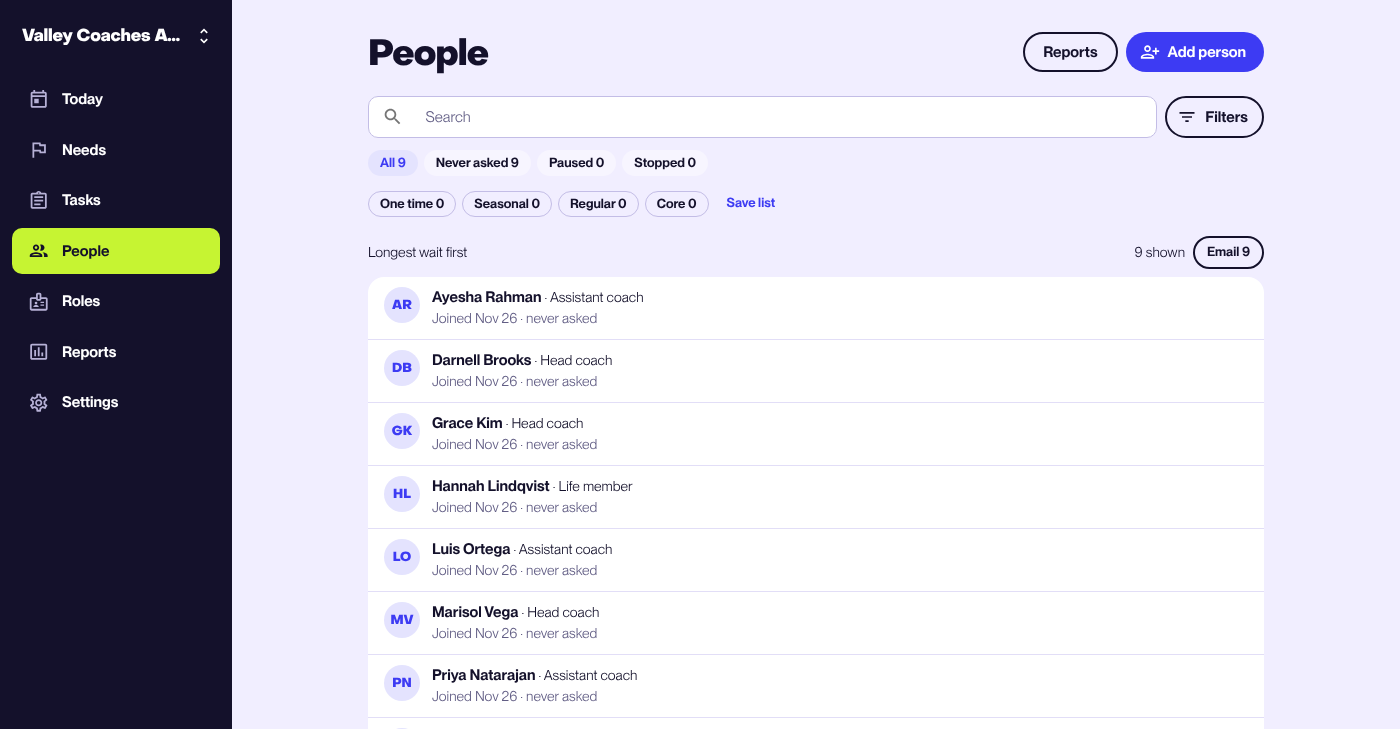 Valley Coaches A...
Today
Needs
Tasks
People
Roles
Reports
Settings
People
Reports
Add person
Search
Filters
All 9
Never asked 9
Paused 0
Stopped 0
One time 0
Seasonal 0
Regular 0
Core 0
Save list
Longest wait first
9 shown
Email 9
AR
Ayesha Rahman · Assistant coach
Joined Nov 26 · never asked
DB
Darnell Brooks · Head coach
Joined Nov 26 · never asked
GK
Grace Kim · Head coach
Joined Nov 26 · never asked
HL
Hannah Lindqvist · Life member
Joined Nov 26 · never asked
LO
Luis Ortega · Assistant coach
Joined Nov 26 · never asked
MV
Marisol Vega · Head coach
Joined Nov 26 · never asked
PN
Priya Natarajan · Assistant coach
Joined Nov 26 · never asked